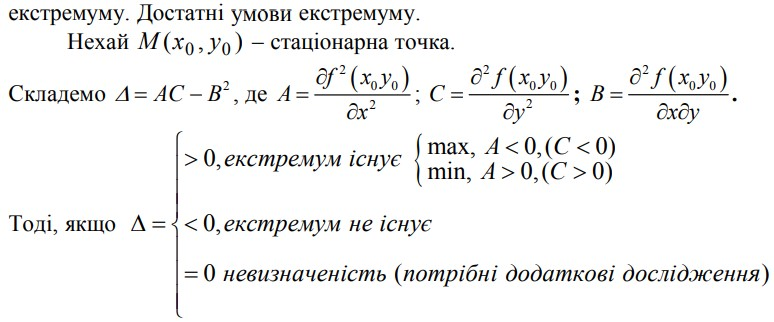 екстремуму. Достатні умови екстремуму.
Нехай M(x₀, y₀) – стаціонарна точка.
Складемо Δ = AC − B², де A = ∂f²(x₀y₀)/∂x²; C = ∂²f(x₀y₀)/∂y²; B = ∂²f(x₀y₀)/∂x∂y.
> 0, екстремум існує { max, A < 0, (C < 0)
min, A > 0, (C > 0)
Тоді, якщо Δ = { < 0, екстремум не існує
= 0 невизначеність (потрібні додаткові дослідження)